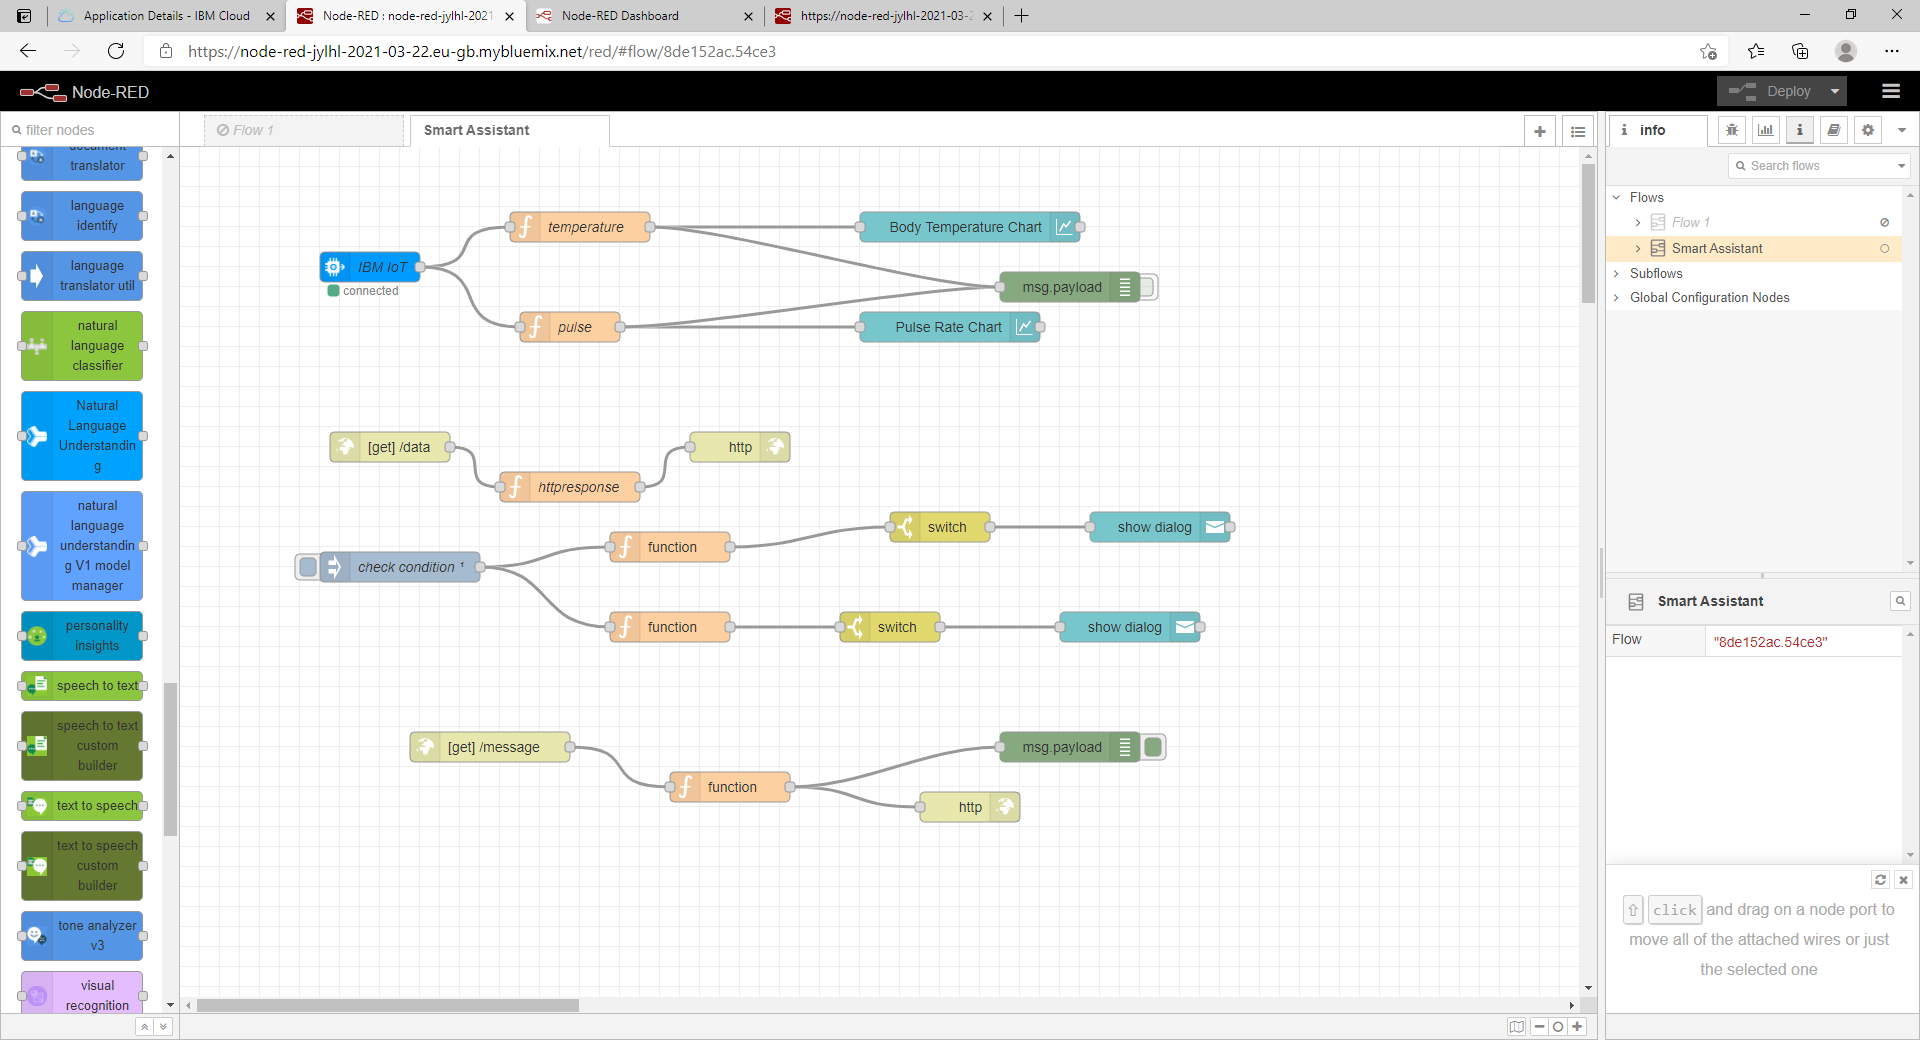 Application Details - IBM Cloud
Node-RED : node-red-jylhl-2021
Node-RED Dashboard
https://node-red-jylhl-2021-03-2
https://node-red-jylhl-2021-03-22.eu-gb.mybluemix.net/red/#flow/8de152ac.54ce3
Node-RED
Deploy
filter nodes
Flow 1
Smart Assistant
info
Search flows
document
translator
language
identify
language
translator util
natural
language
classifier
Natural
Language
Understandin
g
natural
language
understandin
g V1 model
manager
personality
insights
speech to text
speech to text
custom
builder
text to speech
text to speech
custom
builder
tone analyzer
v3
visual
recognition
temperature
Body Temperature Chart
IBM IoT
connected
msg.payload
pulse
Pulse Rate Chart
[get] /data
http
httpresponse
switch
show dialog
function
check condition ¹
function
switch
show dialog
[get] /message
msg.payload
function
http
Flows
Flow 1
Smart Assistant
Subflows
Global Configuration Nodes
Smart Assistant
Flow
"8de152ac.54ce3"
⇧ click and drag on a node port to
move all of the attached wires or just
the selected one